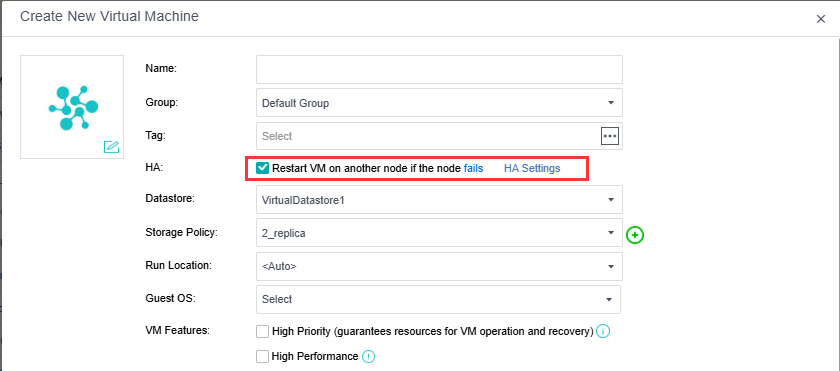 Create New Virtual Machine
Name:
Group: Default Group
Tag: Select
HA: Restart VM on another node if the node fails HA Settings
Datastore: VirtualDatastore1
Storage Policy: 2_replica
Run Location: <Auto>
Guest OS: Select
VM Features: High Priority (guarantees resources for VM operation and recovery)
High Performance